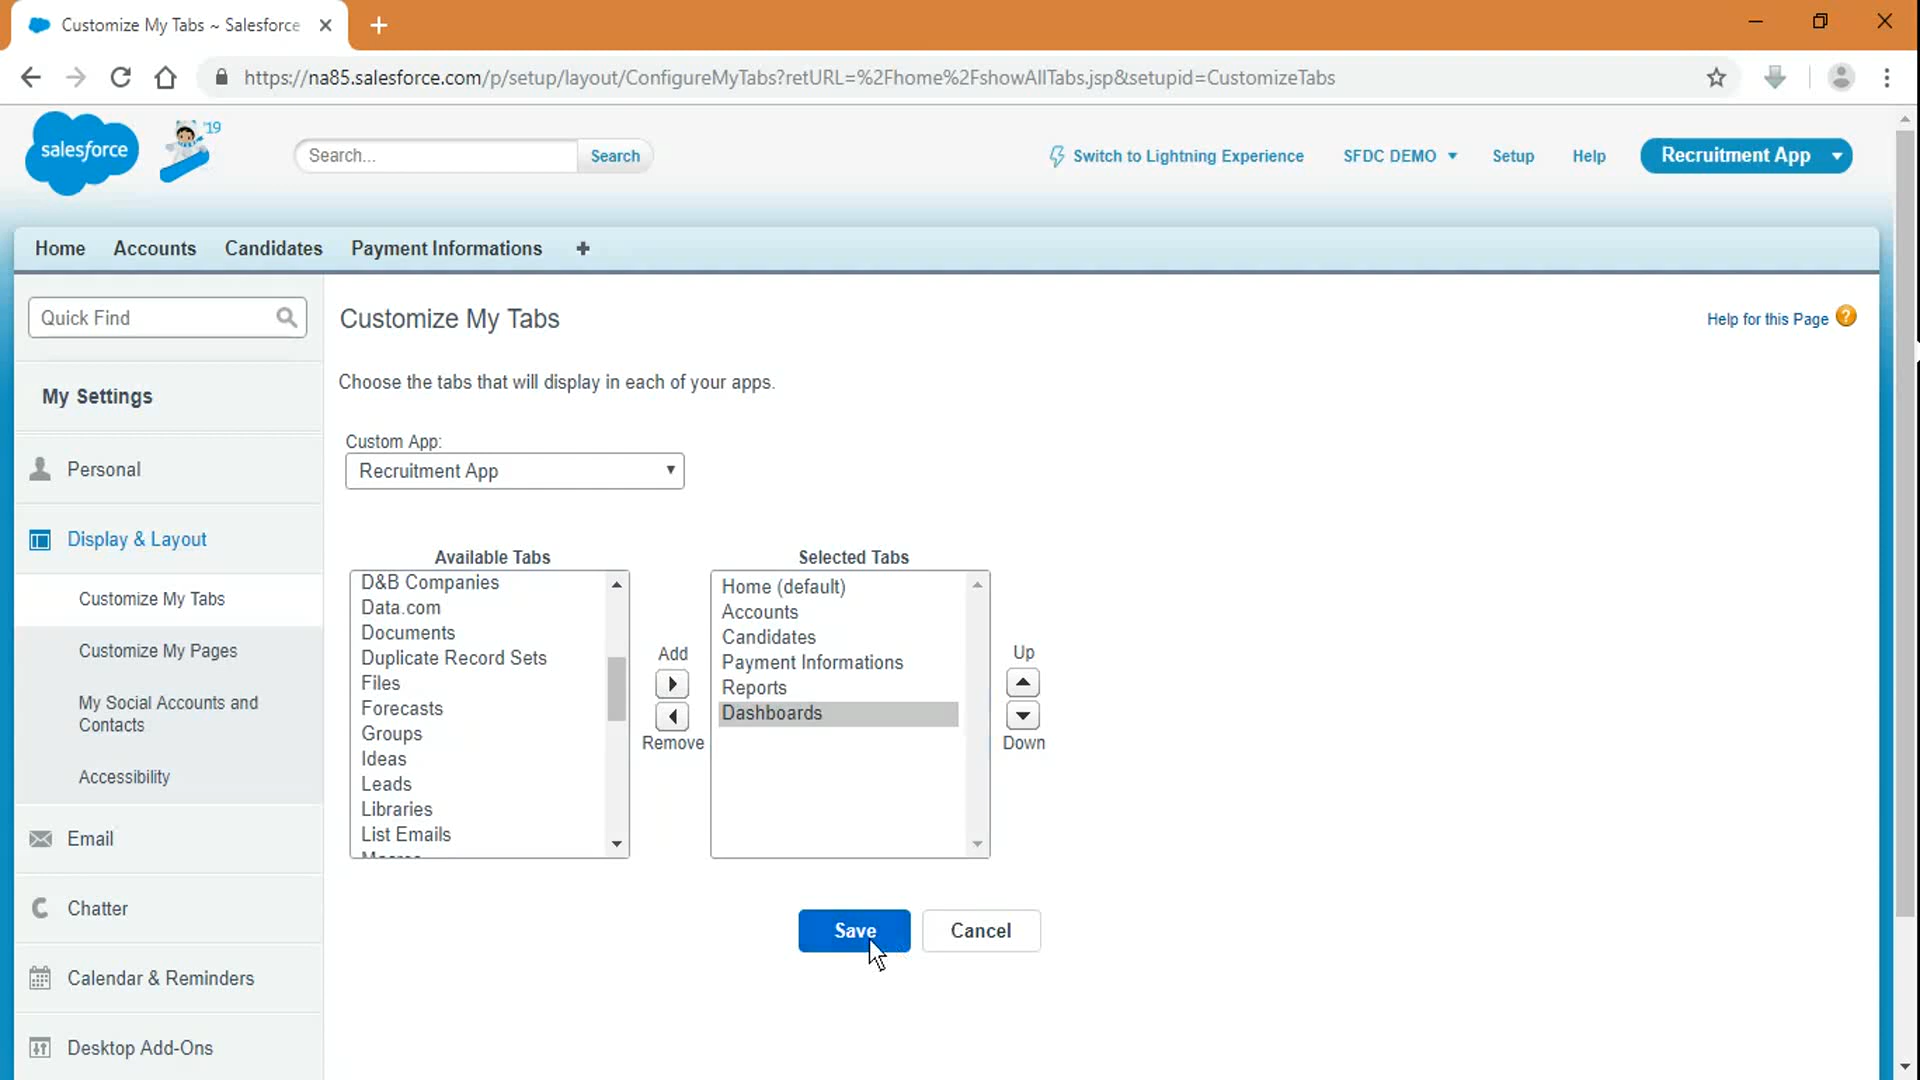 Customize My Tabs ~ Salesforce
https://na85.salesforce.com/p/setup/layout/ConfigureMyTabs?retURL=%2Fhome%2FshowAllTabs.jsp&setupid=CustomizeTabs
salesforce
'19
Search...
Search
Switch to Lightning Experience
SFDC DEMO
Setup
Help
Recruitment App
Home
Accounts
Candidates
Payment Informations
+
Quick Find
My Settings
Personal
Display & Layout
Customize My Tabs
Customize My Pages
My Social Accounts and
Contacts
Accessibility
Email
Chatter
Calendar & Reminders
Desktop Add-Ons
Customize My Tabs
Help for this Page
Choose the tabs that will display in each of your apps.
Custom App:
Recruitment App
Available Tabs
D&B Companies
Data.com
Documents
Duplicate Record Sets
Files
Forecasts
Groups
Ideas
Leads
Libraries
List Emails
Add
Remove
Selected Tabs
Home (default)
Accounts
Candidates
Payment Informations
Reports
Dashboards
Up
Down
Save
Cancel